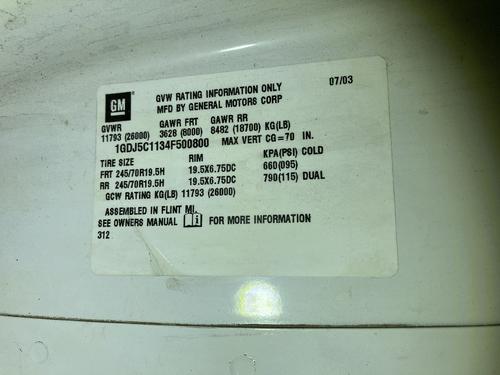 GM
GVW RATING INFORMATION ONLY 07/03
MFD BY GENERAL MOTORS CORP
GVWR GAWR FRT GAWR RR
11793 (26000) 3628 (8000) 8482 (18700) KG(LB)
1GDJ5C1134F500800 MAX VERT CG=70 IN.
TIRE SIZE RIM KPA(PSI) COLD
FRT 245/70R19.5H 19.5X6.75DC 660(095)
RR 245/70R19.5H 19.5X6.75DC 790(115) DUAL
GCW RATING KG(LB) 11793 (26000)
ASSEMBLED IN FLINT MI.
SEE OWNERS MANUAL FOR MORE INFORMATION
312